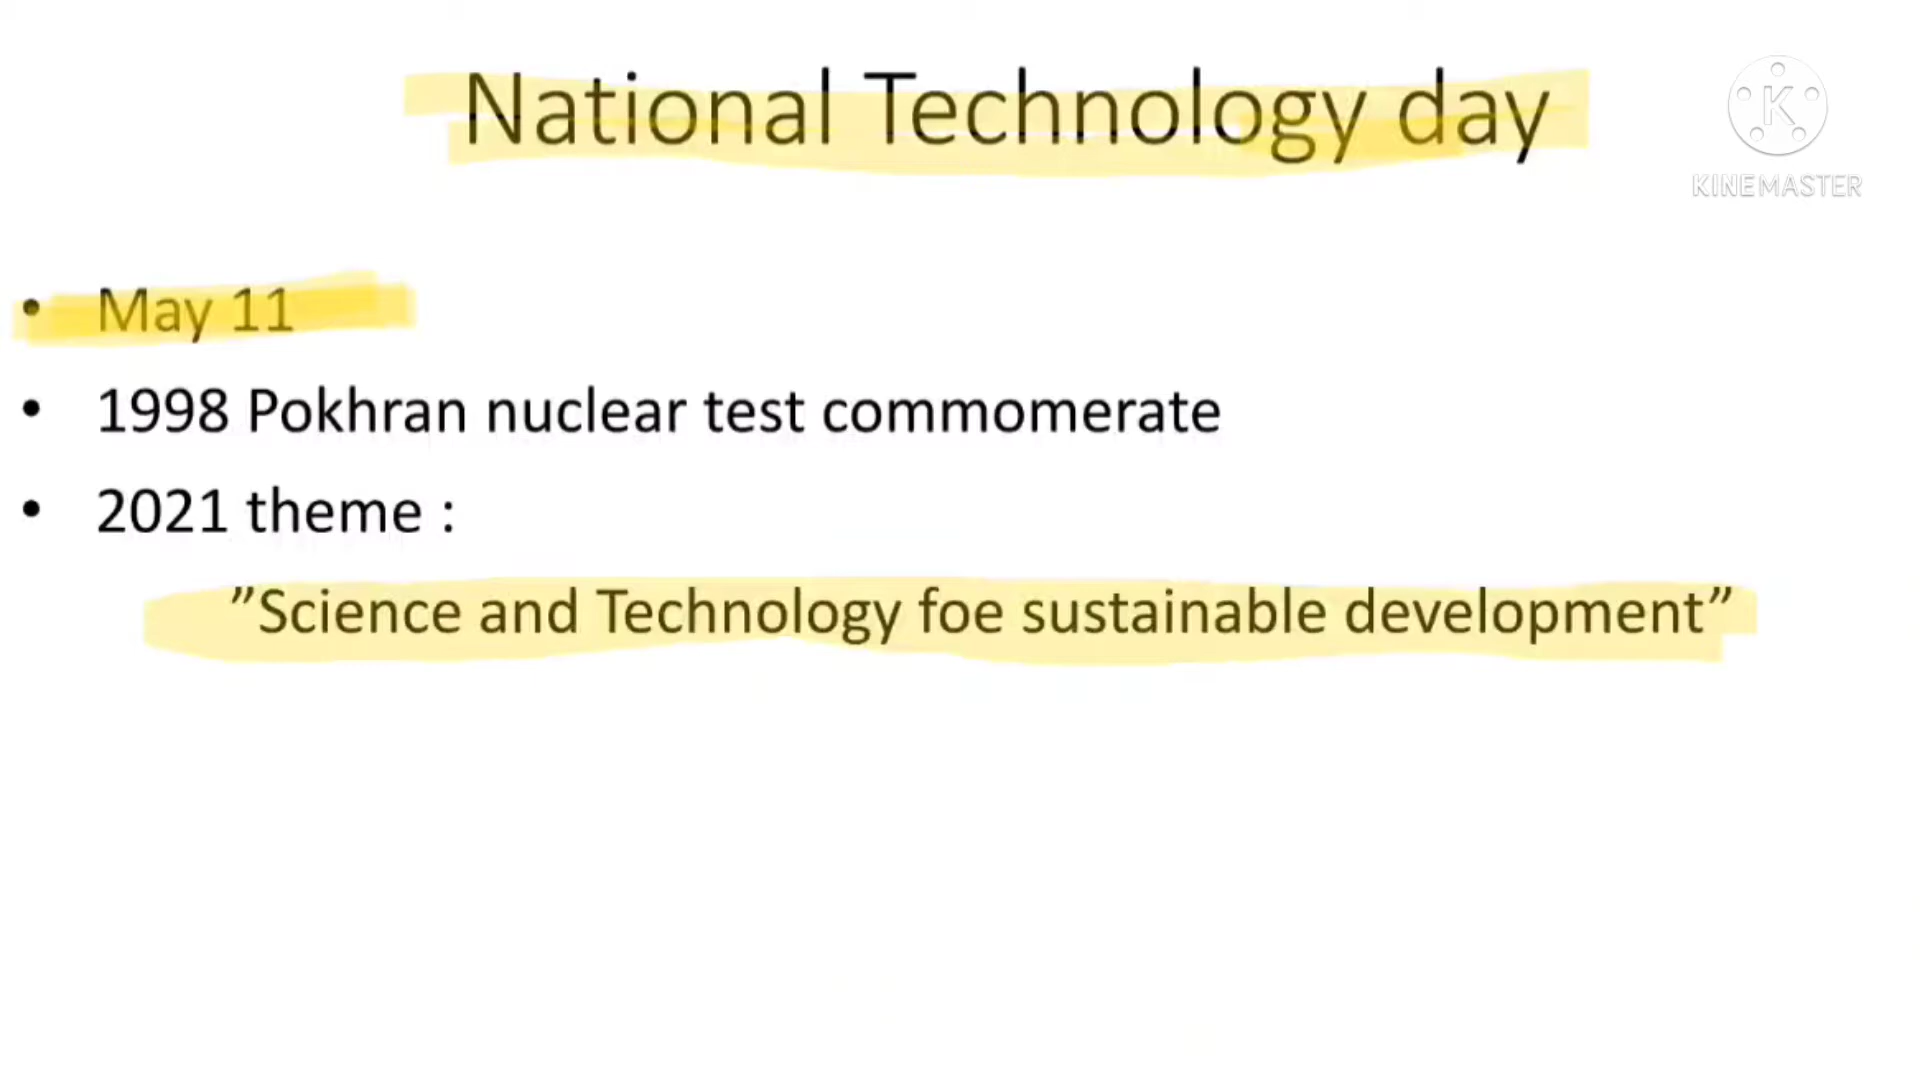 National Technology day
KINEMASTER
• May 11
• 1998 Pokhran nuclear test commomerate
• 2021 theme :
”Science and Technology foe sustainable development”